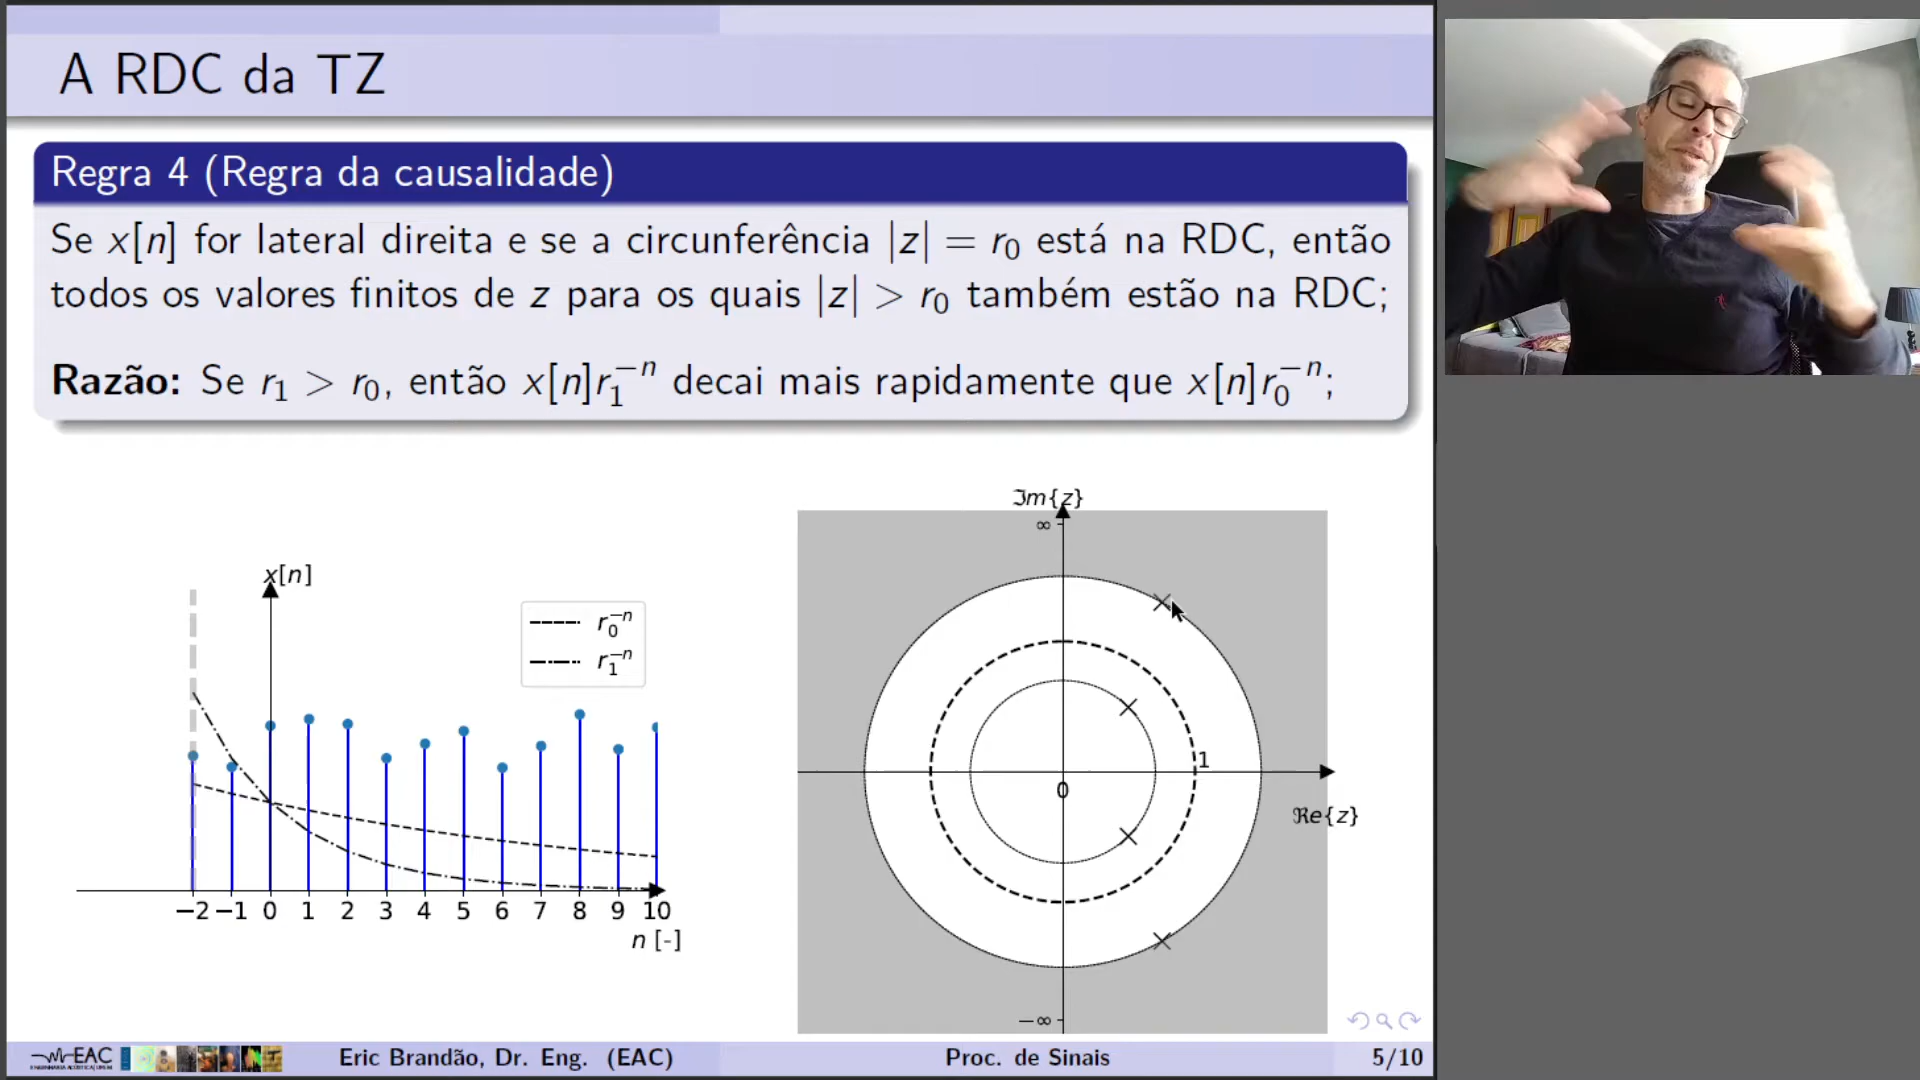 A RDC da TZ
Regra 4 (Regra da causalidade)
Se x[n] for lateral direita e se a circunferência |z| = r₀ está na RDC, então
todos os valores finitos de z para os quais |z| > r₀ também estão na RDC;
Razão: Se r₁ > r₀, então x[n]r₁⁻ⁿ decai mais rapidamente que x[n]r₀⁻ⁿ;
x[n]
r₀⁻ⁿ
r₁⁻ⁿ
−2 −1 0 1 2 3 4 5 6 7 8 9 10
n [-]
ℑm{z}
∞
1
0
ℜe{z}
−∞
EAC
Eric Brandão, Dr. Eng. (EAC)
Proc. de Sinais
5/10